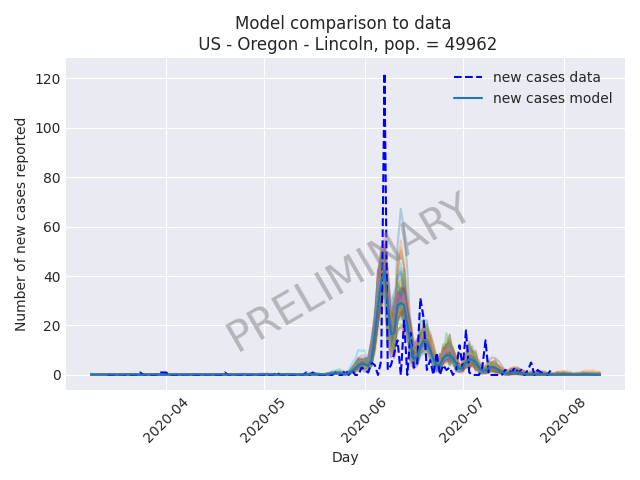 Model comparison to data
US - Oregon - Lincoln, pop. = 49962
new cases data
new cases model
Number of new cases reported
120
100
80
60
40
20
0
PRELIMINARY
2020-04
2020-05
2020-06
2020-07
2020-08
Day